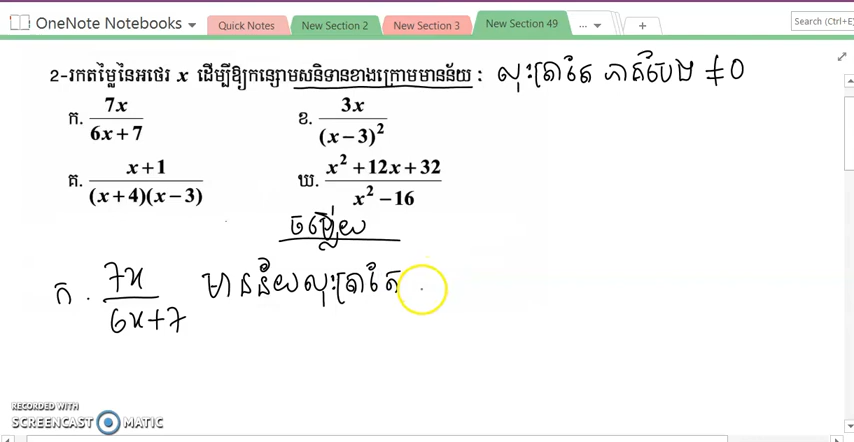 OneNote Notebooks Quick Notes New Section 2 New Section 3 New Section 49 ... + Search (Ctrl+E)
2-រកតម្លៃនៃអថេរ x ដើម្បីឱ្យកន្សោមសនិទានខាងក្រោមមានន័យ : លុះត្រាតែ ភាគបែង ≠ 0
ក. 7x / 6x+7 ខ. 3x / (x−3)²
គ. x+1 / (x+4)(x−3) ឃ. x²+12x+32 / x²−16
ចម្លើយ
ក. 7x / 6x+7 មានន័យលុះត្រាតែ
RECORDED WITH
SCREENCAST MATIC